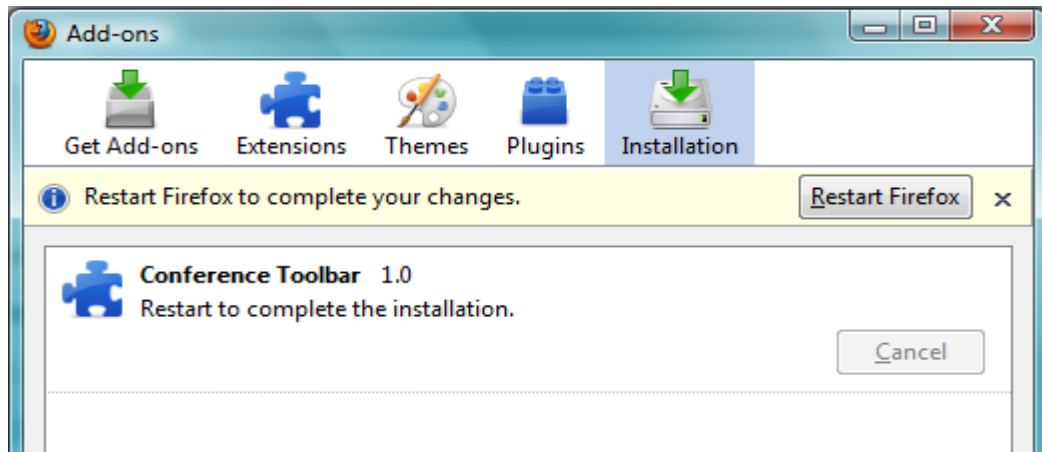 Add-ons
Get Add-ons Extensions Themes Plugins Installation
Restart Firefox to complete your changes. Restart Firefox
Conference Toolbar 1.0
Restart to complete the installation.
Cancel